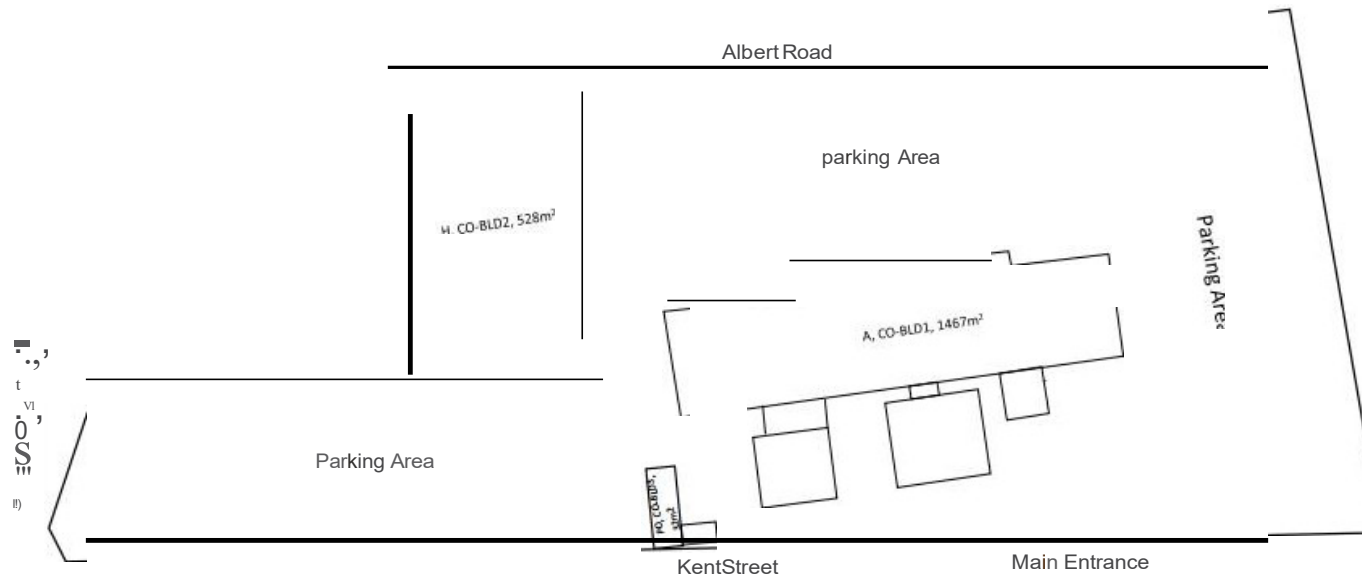 Albert Road
parking Area
H. CO-BLD2, 528m²
Parking Area
A, CO-BLD1, 1467m²
Parking Area
KentStreet
Main Entrance